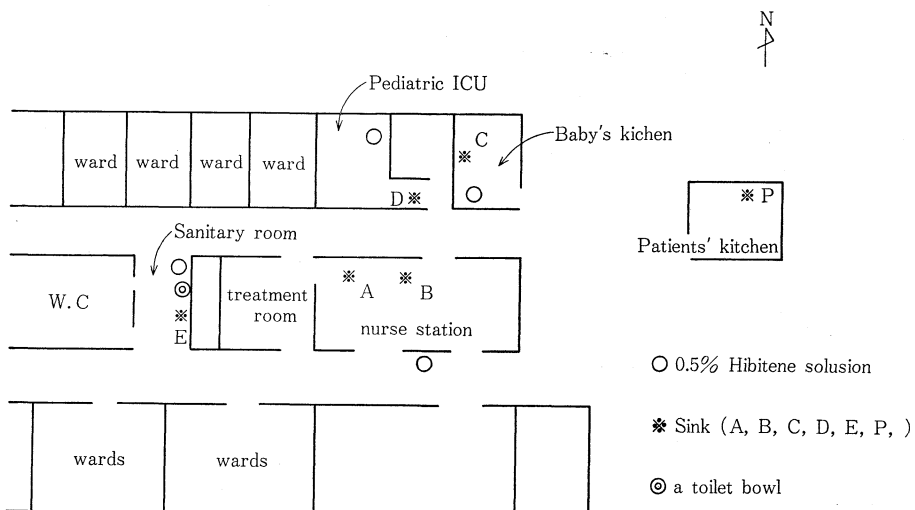 N
Pediatric ICU
C
Baby's kichen
ward
ward
ward
ward
D
P
Sanitary room
Patients' kitchen
W.C
treatment
room
A
B
nurse station
E
0.5% Hibitene solusion
Sink (A, B, C, D, E, P, )
wards
wards
a toilet bowl